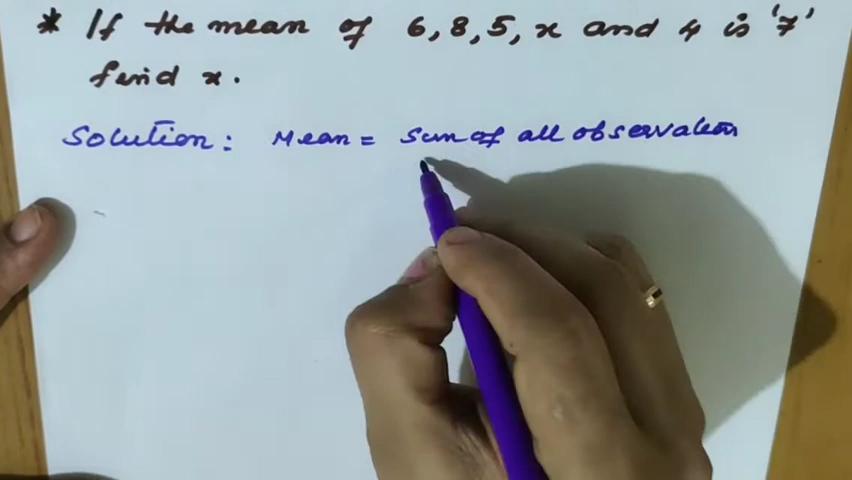 * If the mean of 6, 8, 5, x and 4 is '7'
find x.
Solution: Mean = Sum of all observation